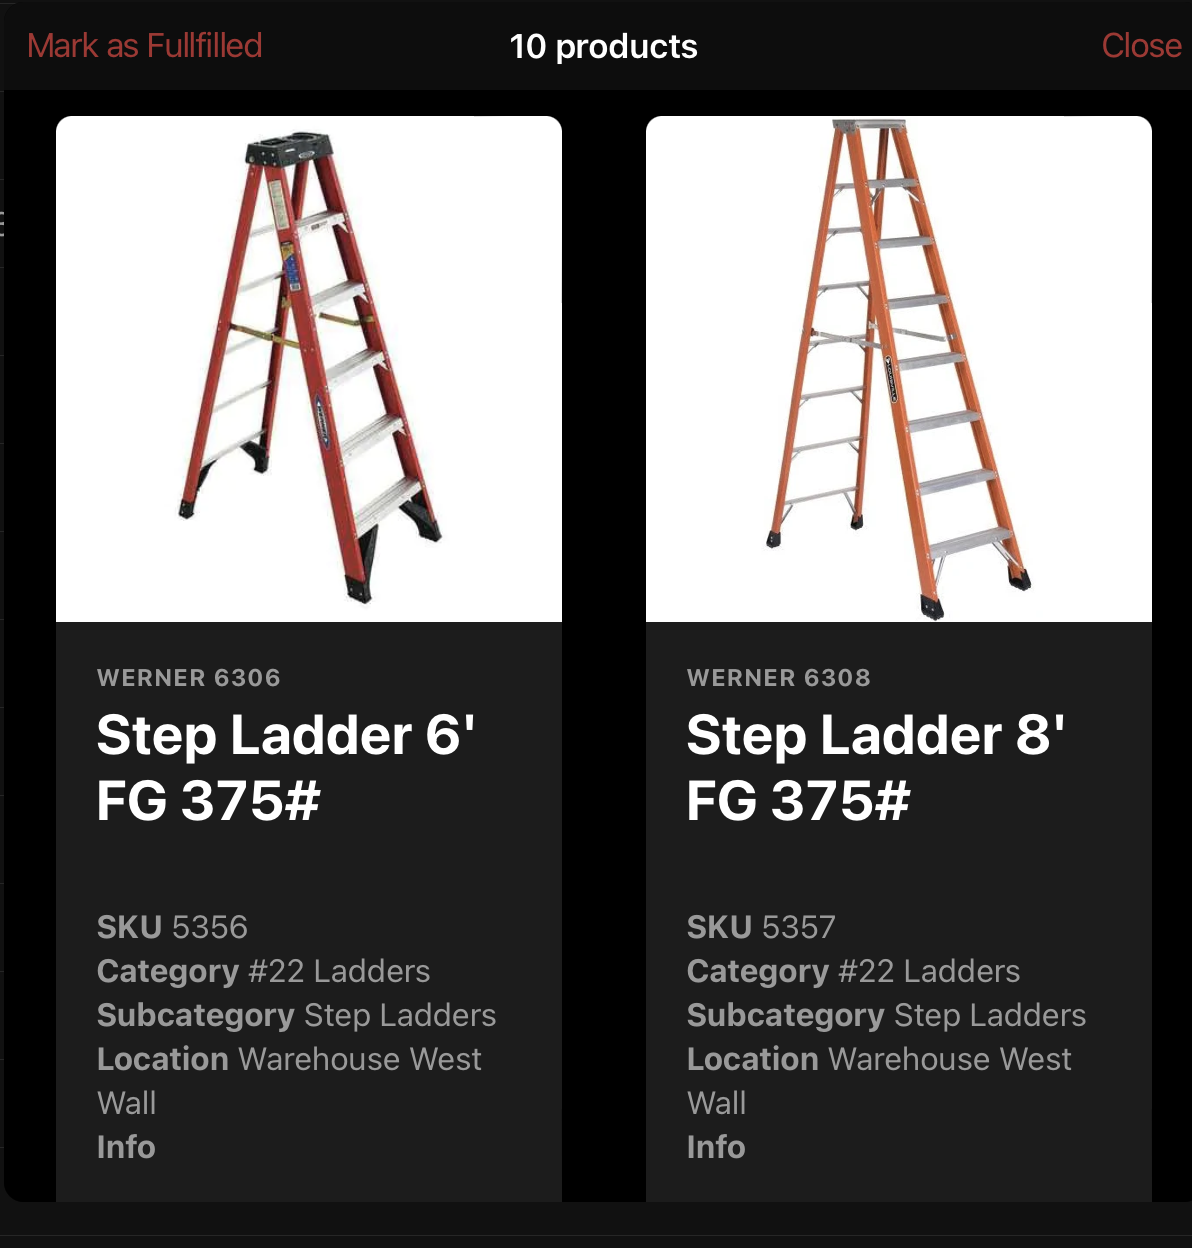 Mark as Fullfilled
10 products
Close
WERNER 6306
Step Ladder 6'
FG 375#
SKU 5356
Category #22 Ladders
Subcategory Step Ladders
Location Warehouse West
Wall
Info
WERNER 6308
Step Ladder 8'
FG 375#
SKU 5357
Category #22 Ladders
Subcategory Step Ladders
Location Warehouse West
Wall
Info